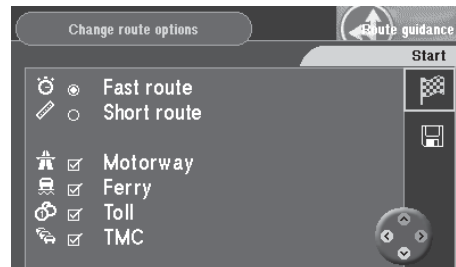 Change route options
Route guidance
Start
Fast route
Short route
Motorway
Ferry
Toll
TMC